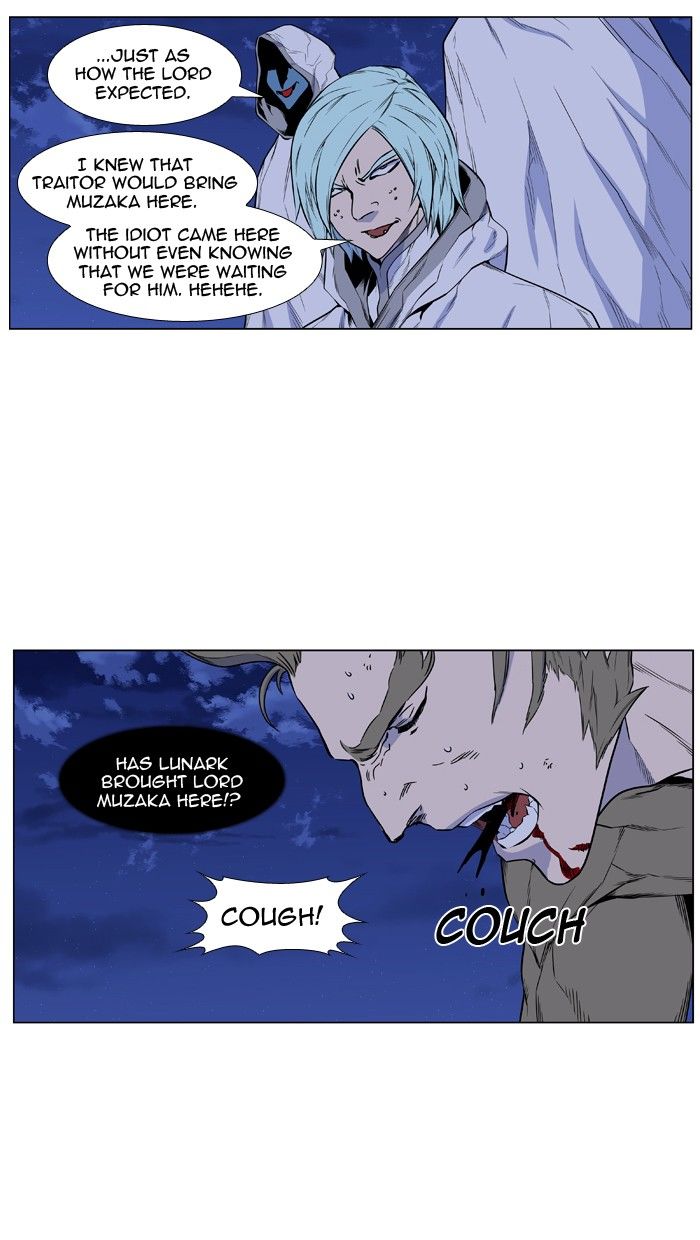 ...JUST AS
HOW THE LORD
EXPECTED.
I KNEW THAT
TRAITOR WOULD BRING
MUZAKA HERE.
THE IDIOT CAME HERE
WITHOUT EVEN KNOWING
THAT WE WERE WAITING
FOR HIM. HEHEHE.
HAS LUNARK
BROUGHT LORD
MUZAKA HERE!?
COUGH!
COUCH